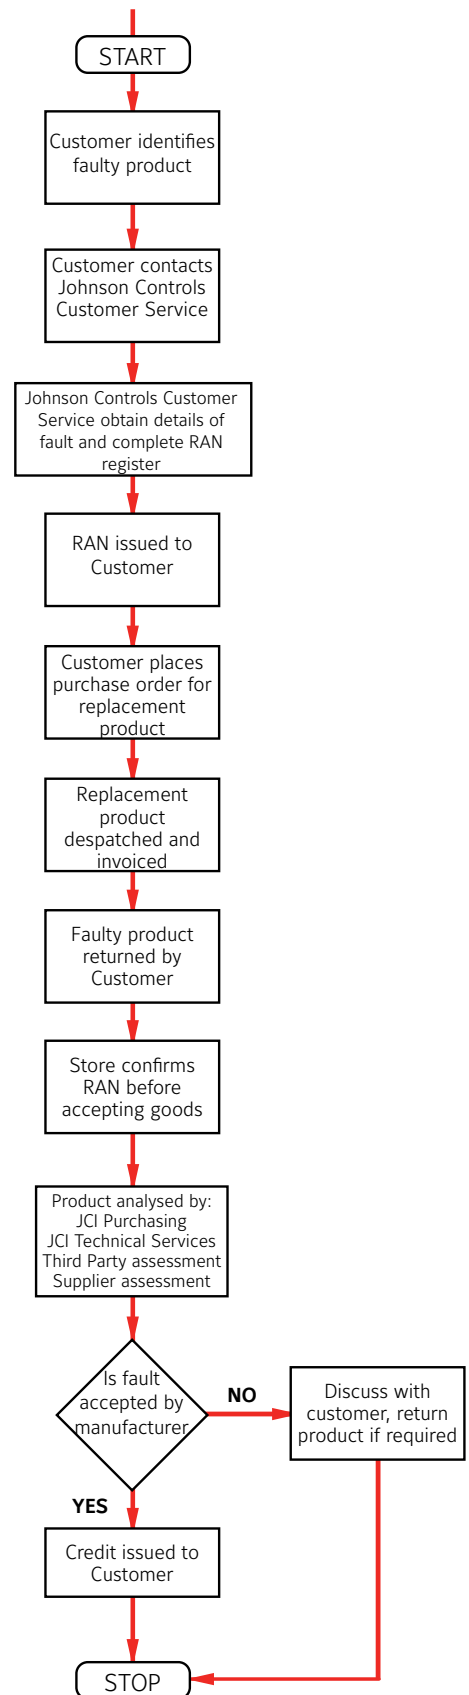 START
Customer identifies
faulty product
Customer contacts
Johnson Controls
Customer Service
Johnson Controls Customer
Service obtain details of
fault and complete RAN
register
RAN issued to
Customer
Customer places
purchase order for
replacement
product
Replacement
product
despatched and
invoiced
Faulty product
returned by
Customer
Store confirms
RAN before
accepting goods
Product analysed by:
JCI Purchasing
JCI Technical Services
Third Party assessment
Supplier assessment
Is fault
accepted by
manufacturer
NO
Discuss with
customer, return
product if required
YES
Credit issued to
Customer
STOP